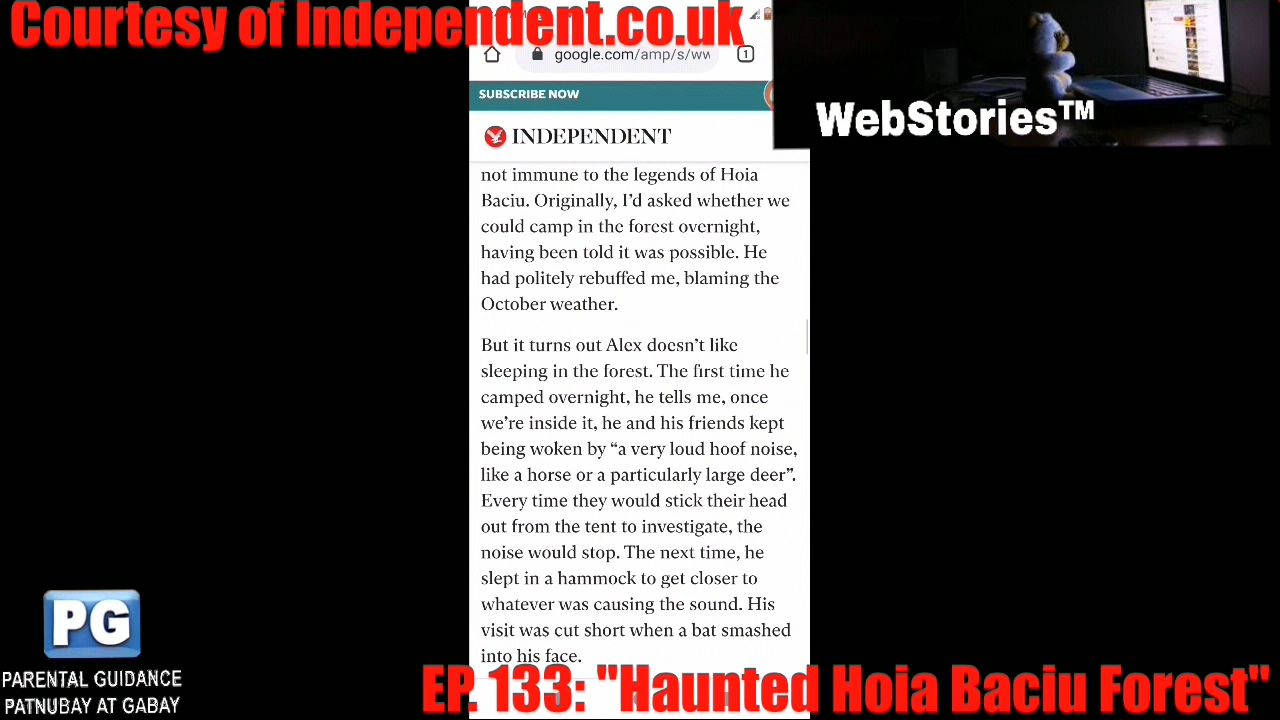 Courtesy of Independent.co.uk
google.com/amp/s/ww
1
SUBSCRIBE NOW
INDEPENDENT
WebStories™
not immune to the legends of Hoia
Baciu. Originally, I’d asked whether we
could camp in the forest overnight,
having been told it was possible. He
had politely rebuffed me, blaming the
October weather.
But it turns out Alex doesn’t like
sleeping in the forest. The first time he
camped overnight, he tells me, once
we’re inside it, he and his friends kept
being woken by “a very loud hoof noise,
like a horse or a particularly large deer”.
Every time they would stick their head
out from the tent to investigate, the
noise would stop. The next time, he
slept in a hammock to get closer to
whatever was causing the sound. His
visit was cut short when a bat smashed
into his face.
PG
PARENTAL GUIDANCE
PATNUBAY AT GABAY
EP. 133: "Haunted Hoia Baciu Forest"